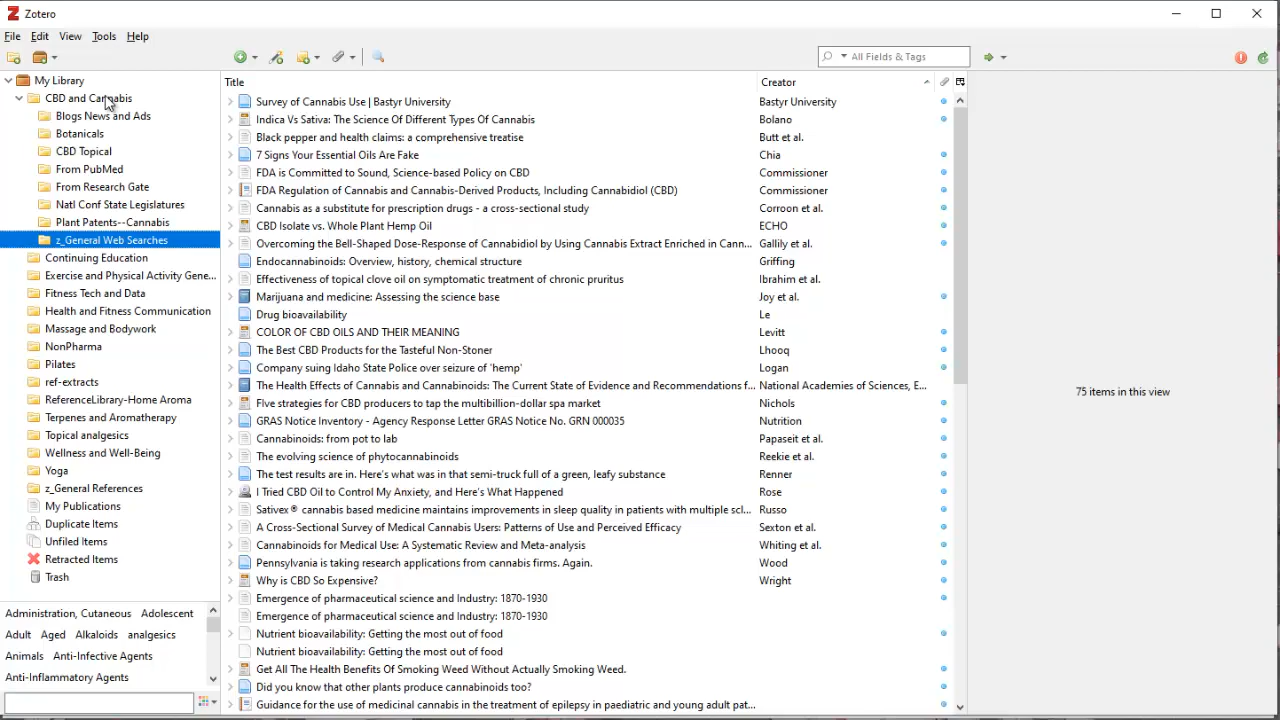 Zotero
File Edit View Tools Help
All Fields & Tags
My Library
CBD and Cannabis
Blogs News and Ads
Botanicals
CBD Topical
From PubMed
From Research Gate
Natl Conf State Legislatures
Plant Patents--Cannabis
z_General Web Searches
Continuing Education
Exercise and Physical Activity Gene...
Fitness Tech and Data
Health and Fitness Communication
Massage and Bodywork
NonPharma
Pilates
ref-extracts
ReferenceLibrary-Home Aroma
Terpenes and Aromatherapy
Topical analgesics
Wellness and Well-Being
Yoga
z_General References
My Publications
Duplicate Items
Unfiled Items
Retracted Items
Trash
Administration, Cutaneous Adolescent
Adult Aged Alkaloids analgesics
Animals Anti-Infective Agents
Anti-Inflammatory Agents
Title Creator
Survey of Cannabis Use | Bastyr University Bastyr University
Indica Vs Sativa: The Science Of Different Types Of Cannabis Bolano
Black pepper and health claims: a comprehensive treatise Butt et al.
7 Signs Your Essential Oils Are Fake Chia
FDA is Committed to Sound, Science-based Policy on CBD Commissioner
FDA Regulation of Cannabis and Cannabis-Derived Products, Including Cannabidiol (CBD) Commissioner
Cannabis as a substitute for prescription drugs - a cross-sectional study Corroon et al.
CBD Isolate vs. Whole Plant Hemp Oil ECHO
Overcoming the Bell-Shaped Dose-Response of Cannabidiol by Using Cannabis Extract Enriched in Cann... Gallily et al.
Endocannabinoids: Overview, history, chemical structure Griffing
Effectiveness of topical clove oil on symptomatic treatment of chronic pruritus Ibrahim et al.
Marijuana and medicine: Assessing the science base Joy et al.
Drug bioavailability Le
COLOR OF CBD OILS AND THEIR MEANING Levitt
The Best CBD Products for the Tasteful Non-Stoner Lhooq
Company suing Idaho State Police over seizure of 'hemp' Logan
The Health Effects of Cannabis and Cannabinoids: The Current State of Evidence and Recommendations f... National Academies of Sciences, E...
FIve strategies for CBD producers to tap the multibillion-dollar spa market Nichols
GRAS Notice Inventory - Agency Response Letter GRAS Notice No. GRN 000035 Nutrition
Cannabinoids: from pot to lab Papaseit et al.
The evolving science of phytocannabinoids Reekie et al.
The test results are in. Here's what was in that semi-truck full of a green, leafy substance Renner
I Tried CBD Oil to Control My Anxiety, and Here's What Happened Rose
Sativex ® cannabis based medicine maintains improvements in sleep quality in patients with multiple scl... Russo
A Cross-Sectional Survey of Medical Cannabis Users: Patterns of Use and Perceived Efficacy Sexton et al.
Cannabinoids for Medical Use: A Systematic Review and Meta-analysis Whiting et al.
Pennsylvania is taking research applications from cannabis firms. Again. Wood
Why is CBD So Expensive? Wright
Emergence of pharmaceutical science and Industry: 1870-1930
Emergence of pharmaceutical science and Industry: 1870-1930
Nutrient bioavailability: Getting the most out of food
Nutrient bioavailability: Getting the most out of food
Get All The Health Benefits Of Smoking Weed Without Actually Smoking Weed.
Did you know that other plants produce cannabinoids too?
Guidance for the use of medicinal cannabis in the treatment of epilepsy in paediatric and young adult pat...
75 items in this view